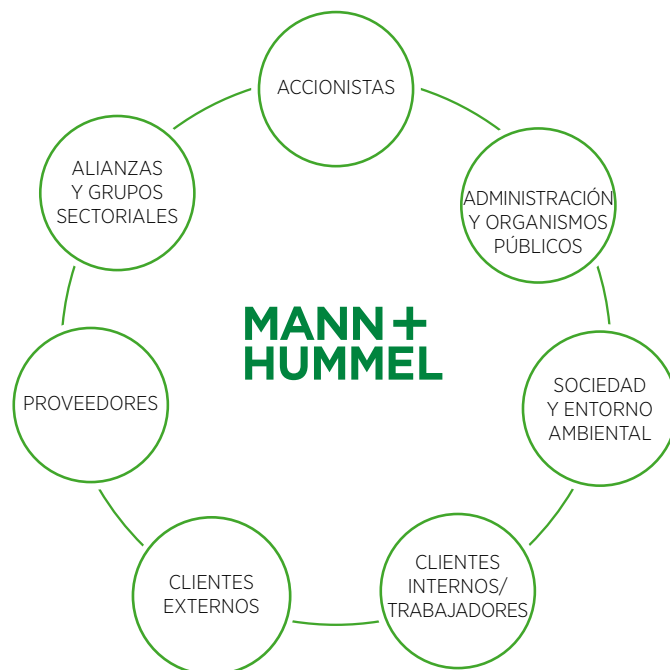 ACCIONISTAS
ADMINISTRACIÓN
Y ORGANISMOS
PÚBLICOS
SOCIEDAD
Y ENTORNO
AMBIENTAL
CLIENTES
INTERNOS/
TRABAJADORES
CLIENTES
EXTERNOS
PROVEEDORES
ALIANZAS
Y GRUPOS
SECTORIALES
MANN+
HUMMEL